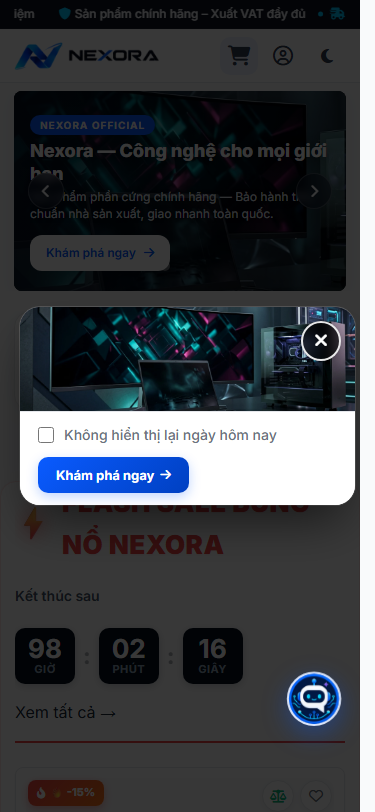 iệm
Sản phẩm chính hãng – Xuất VAT đầy đủ
NEXORA
NEXORA OFFICIAL
Nexora — Công nghệ cho mọi giới
hạn
phẩm phần cứng chính hãng — Bảo hành t
chuẩn nhà sản xuất, giao nhanh toàn quốc.
Khám phá ngay →
Không hiển thị lại ngày hôm nay
Khám phá ngay →
NỔ NEXORA
Kết thúc sau
98 : 02 : 16
GIỜ PHÚT GIÂY
Xem tất cả →
-15%